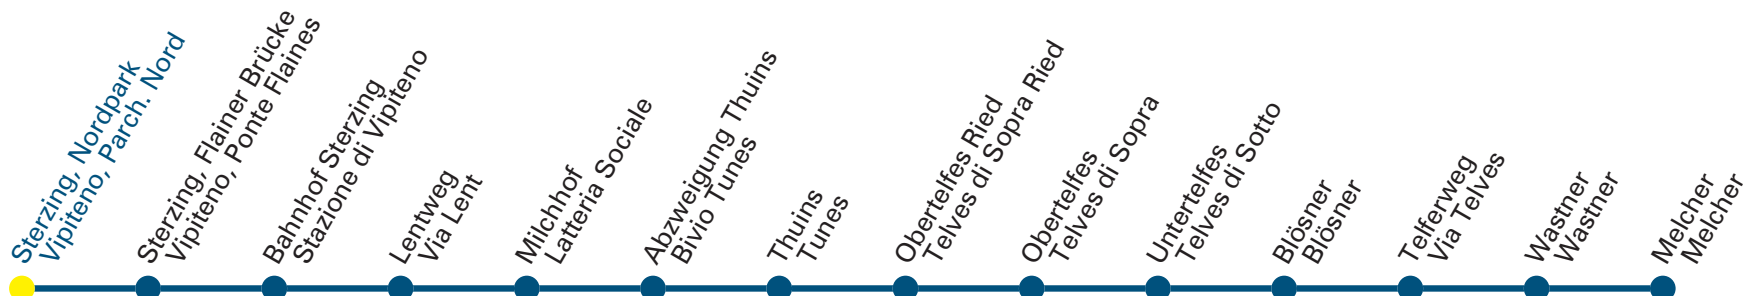 Sterzing, Nordpark
Vipiteno, Parch. Nord
Sterzing, Flainer Brücke
Vipiteno, Ponte Flaines
Bahnhof Sterzing
Stazione di Vipiteno
Lentweg
Via Lent
Milchhof
Latteria Sociale
Abzweigung Thuins
Bivio Tunes
Thuins
Tunes
Obertelfes Ried
Telves di Sopra Ried
Obertelfes
Telves di Sopra
Untertelfes
Telves di Sotto
Blösner
Blösner
Telferweg
Via Telves
Wastner
Wastner
Melcher
Melcher